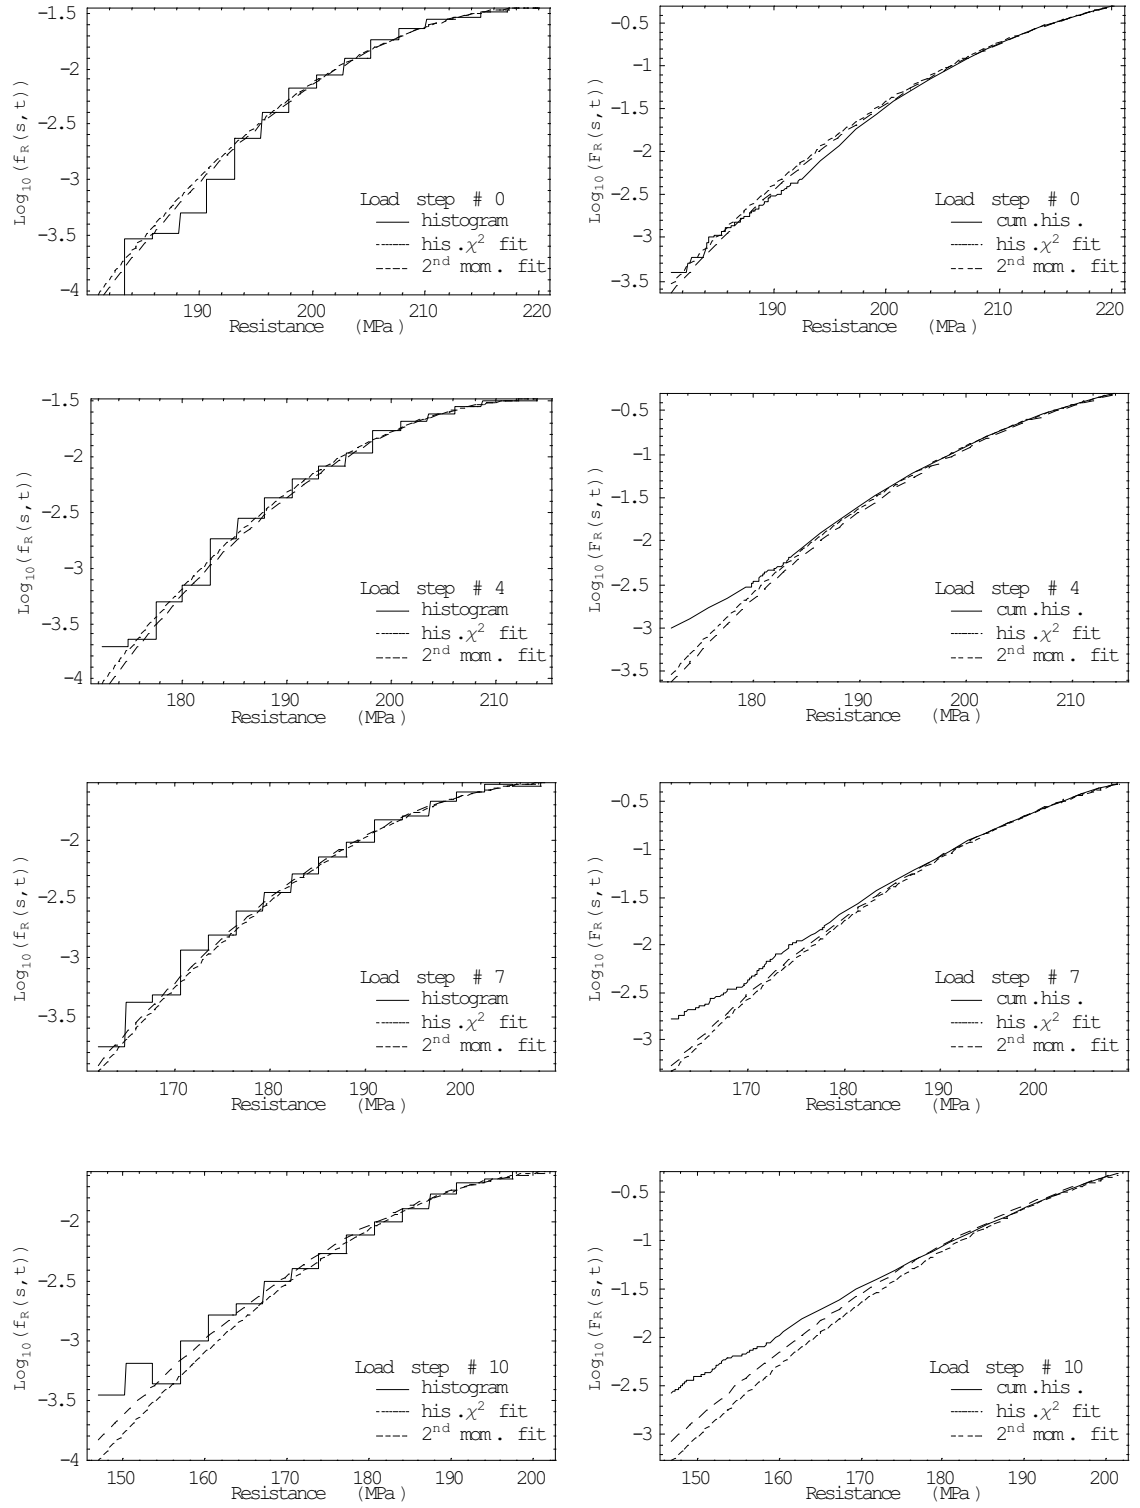 -1.5
-2
-2.5
-3
-3.5
-4
Log10(fR(s,t))
Load step # 0
histogram
his.χ2 fit
2nd mom. fit
190 200 210 220
Resistance (MPa)
-0.5
-1
-1.5
-2
-2.5
-3
-3.5
Log10(FR(s,t))
Load step # 0
cum.his.
his.χ2 fit
2nd mom. fit
190 200 210 220
Resistance (MPa)
-1.5
-2
-2.5
-3
-3.5
-4
Log10(fR(s,t))
Load step # 4
histogram
his.χ2 fit
2nd mom. fit
180 190 200 210
Resistance (MPa)
-0.5
-1
-1.5
-2
-2.5
-3
-3.5
Log10(FR(s,t))
Load step # 4
cum.his.
his.χ2 fit
2nd mom. fit
180 190 200 210
Resistance (MPa)
-2
-2.5
-3
-3.5
Log10(fR(s,t))
Load step # 7
histogram
his.χ2 fit
2nd mom. fit
170 180 190 200
Resistance (MPa)
-0.5
-1
-1.5
-2
-2.5
-3
Log10(FR(s,t))
Load step # 7
cum.his.
his.χ2 fit
2nd mom. fit
170 180 190 200
Resistance (MPa)
-2
-2.5
-3
-3.5
-4
Log10(fR(s,t))
Load step # 10
histogram
his.χ2 fit
2nd mom. fit
150 160 170 180 190 200
Resistance (MPa)
-0.5
-1
-1.5
-2
-2.5
-3
Log10(FR(s,t))
Load step # 10
cum.his.
his.χ2 fit
2nd mom. fit
150 160 170 180 190 200
Resistance (MPa)